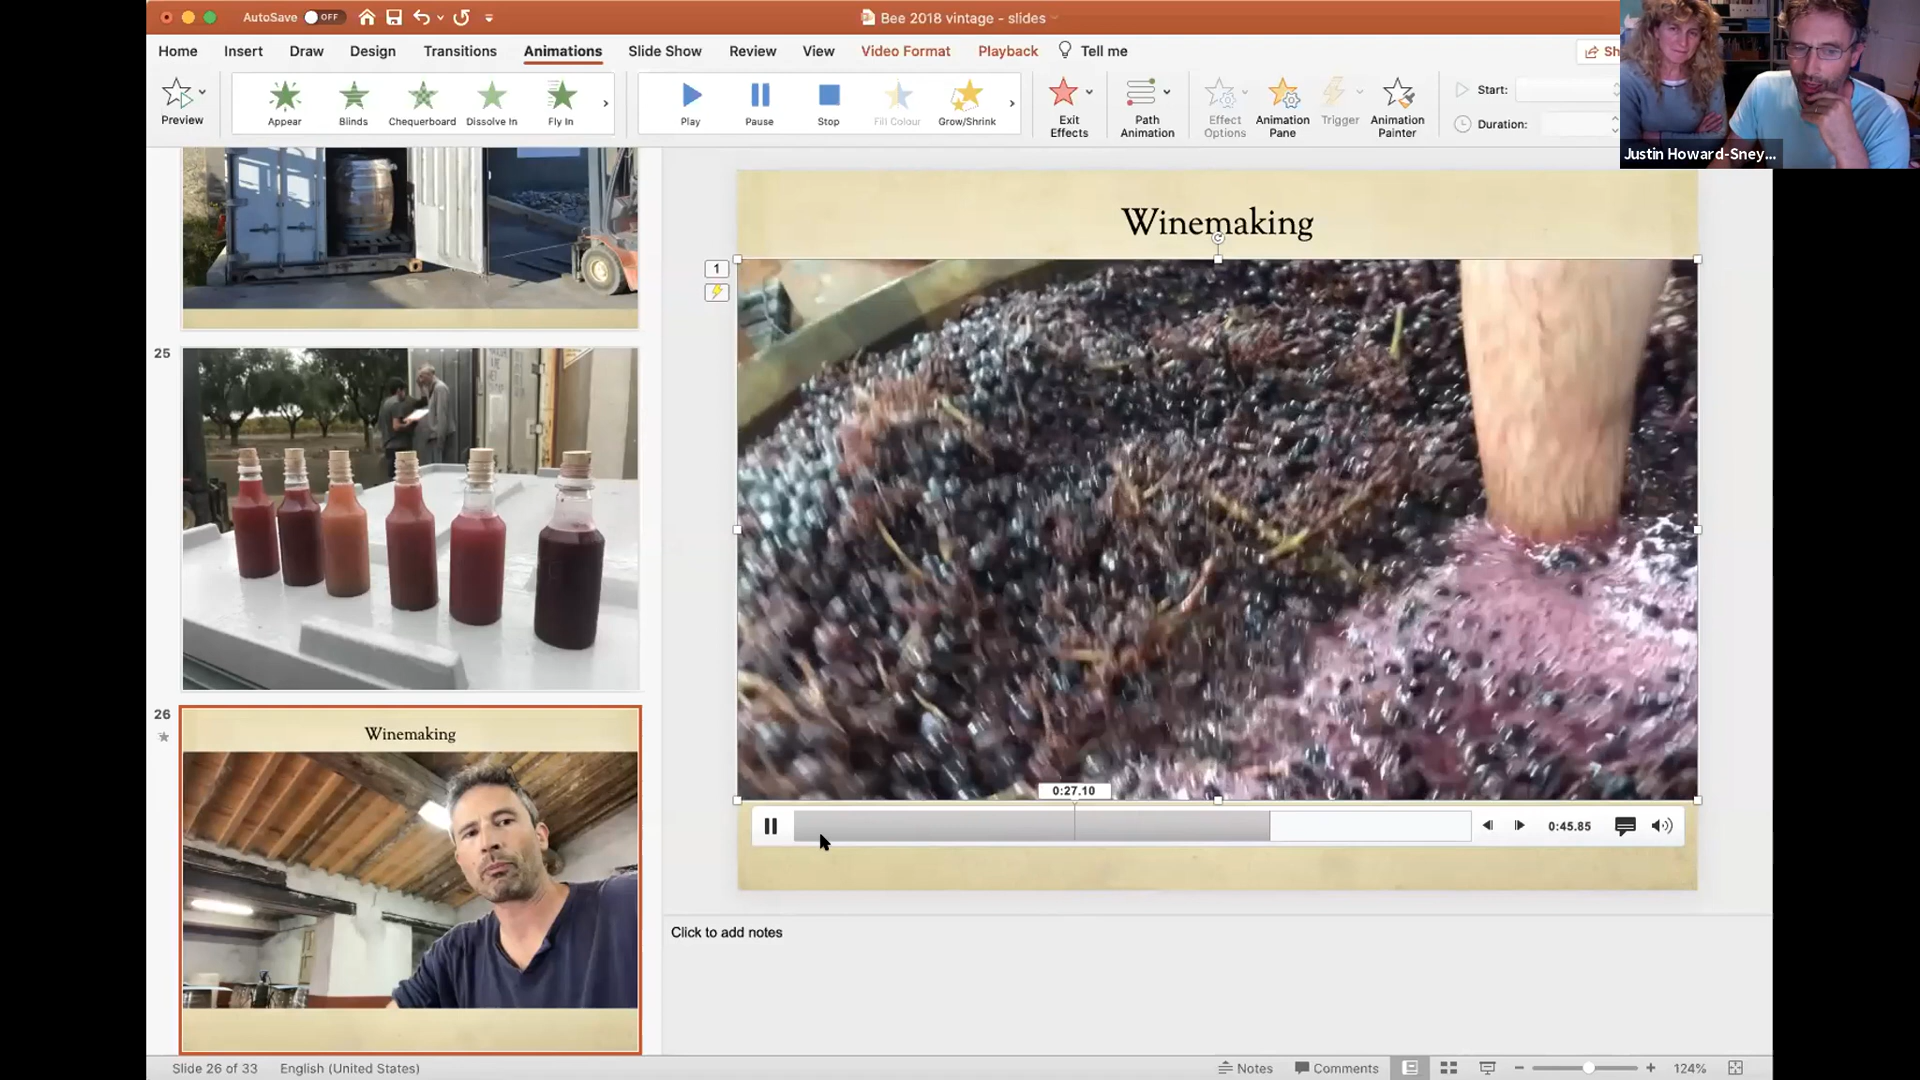 AutoSave OFF
Bee 2018 vintage - slides
Home Insert Draw Design Transitions Animations Slide Show Review View Video Format Playback Tell me
Sh
Preview
Appear Blinds Chequerboard Dissolve In Fly In
Play Pause Stop Fill Colour Grow/Shrink
Exit Effects
Path Animation
Effect Options
Animation Pane
Trigger
Animation Painter
Start:
Duration:
Justin Howard-Sney...
25
26
Winemaking
Winemaking
1
0:27.10
0:45.85
Click to add notes
Slide 26 of 33 English (United States) Notes Comments 124%